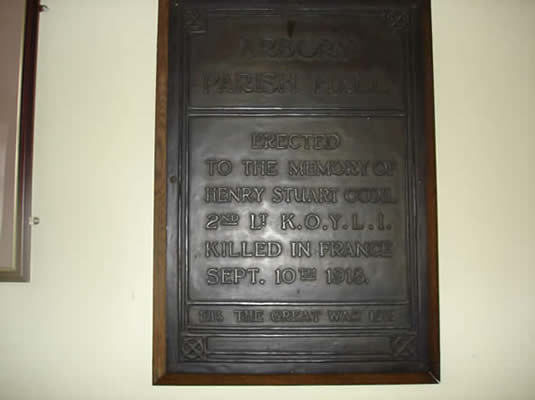 ARBORY
PARISH HALL
ERECTED
TO THE MEMORY OF
HENRY STUART
2ND LT K.O.Y.L.I.
KILLED IN FRANCE
SEPT. 10TH 1918.
THE GREAT WAR